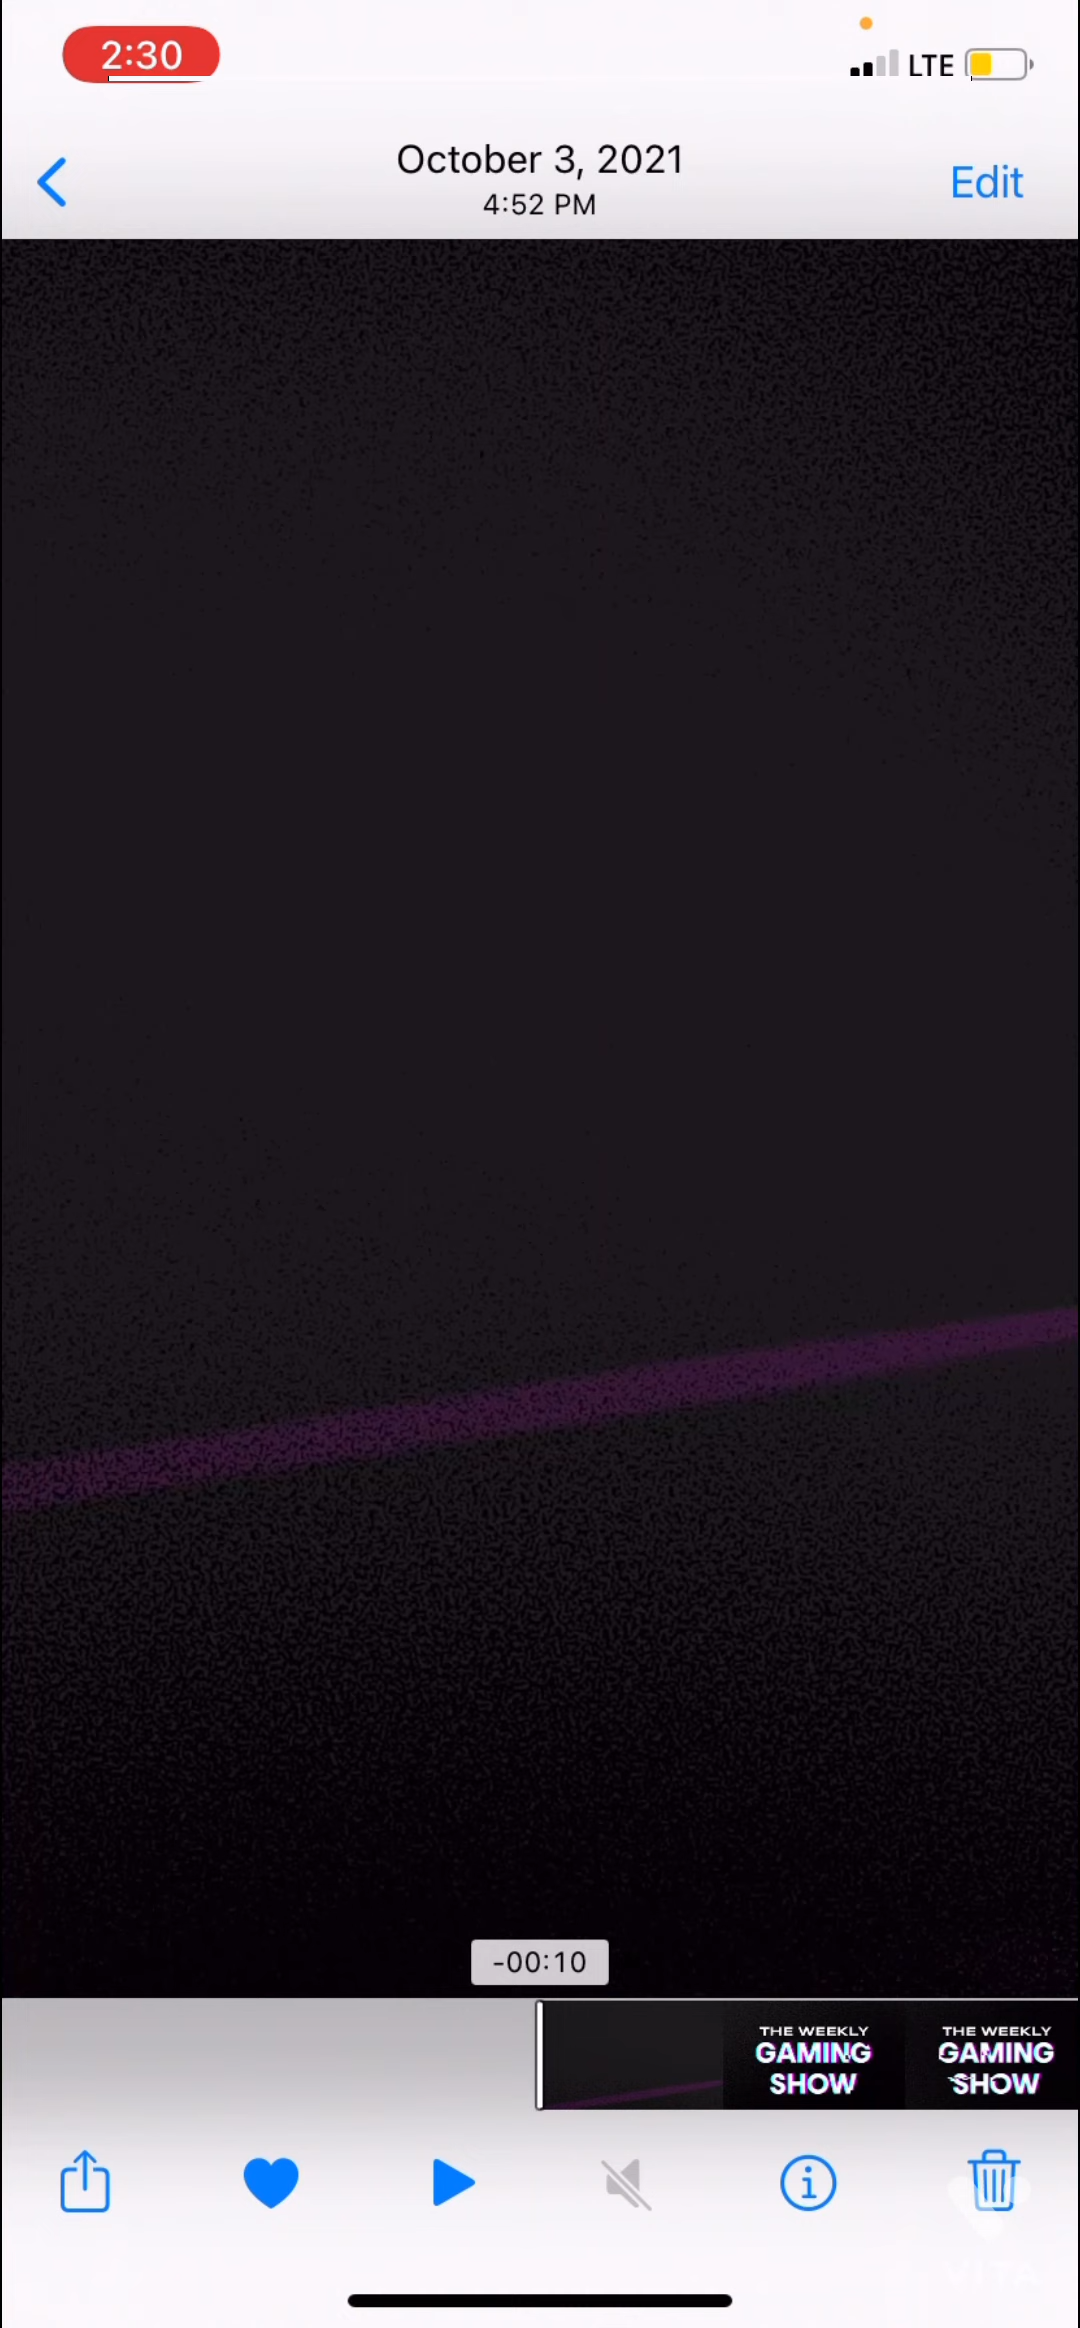 2:30
LTE
October 3, 2021
4:52 PM
Edit
-00:10
THE WEEKLY
GAMING
SHOW
THE WEEKLY
GAMING
SHOW
VITA